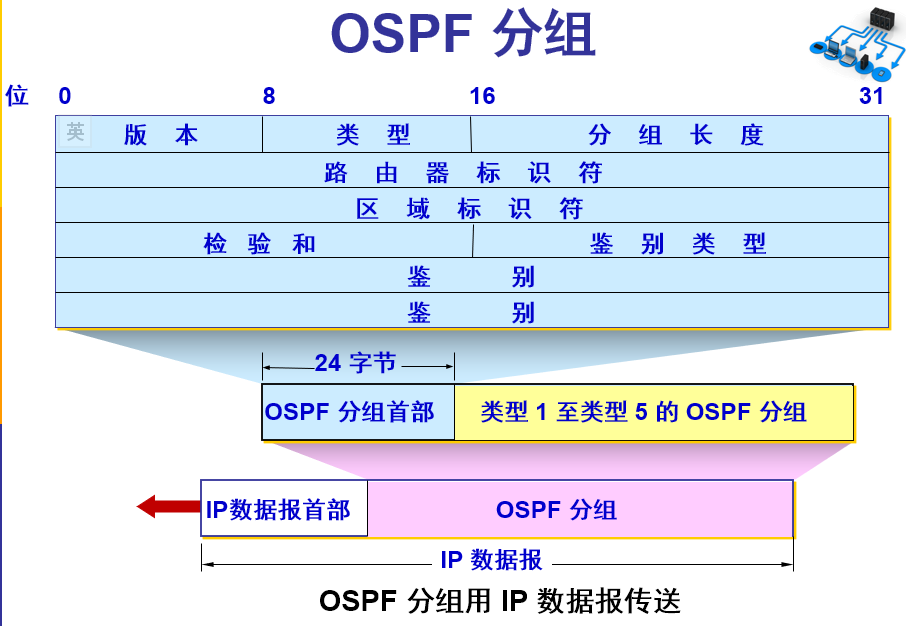 OSPF 分组
位 0 8 16 31
英 版 本 类 型 分 组 长 度
路 由 器 标 识 符
区 域 标 识 符
检 验 和 鉴 别 类 型
鉴 别
鉴 别
24 字节
OSPF 分组首部 类型 1 至类型 5 的 OSPF 分组
IP数据报首部 OSPF 分组
IP 数据报
OSPF 分组用 IP 数据报传送